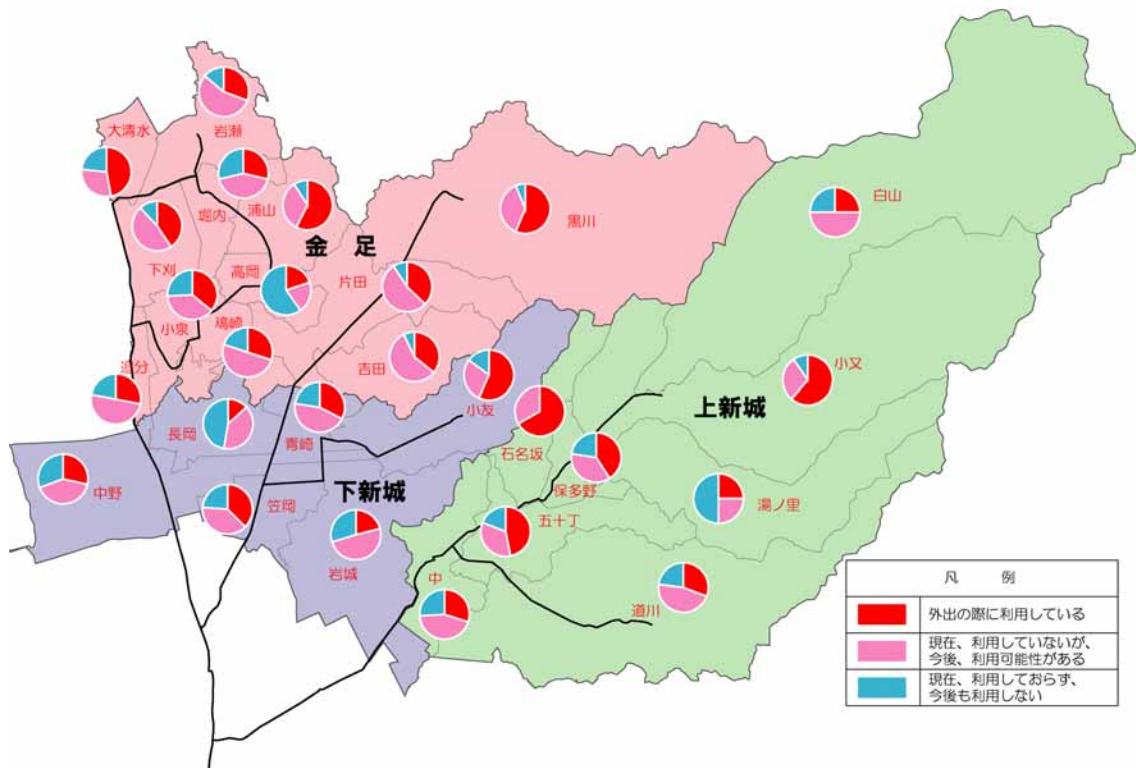 大清水
岩瀬
堀内
浦山
黒川
白山
金 足
下刈
高岡
片田
小泉
鳰崎
追分
吉田
小友
小又
上新城
長岡
青崎
石名坂
保多野
中野
笠岡
下新城
五十丁
湯ノ里
岩城
中
道川
凡 例
外出の際に利用している
現在、利用していないが、
今後、利用可能性がある
現在、利用しておらず、
今後も利用しない